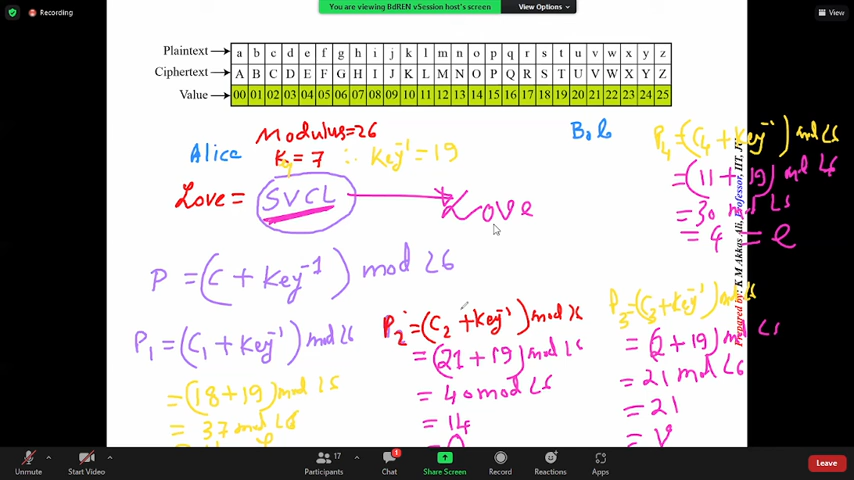 Recording
You are viewing BdREN vSession host's screen
View Options
View
Plaintext a b c d e f g h i j k l m n o p q r s t u v w x y z
Ciphertext A B C D E F G H I J K L M N O P Q R S T U V W X Y Z
Value 00 01 02 03 04 05 06 07 08 09 10 11 12 13 14 15 16 17 18 19 20 21 22 23 24 25
Modulus=26
Bob
Alice
Key=7 ∴ Key⁻¹=19
Love = SVCL Love
P = (C + Key⁻¹) mod 26
P1 = (C1 + Key⁻¹) mod 26
= (18+19) mod 26
= 37 mod 26
P2 = (C2 + Key⁻¹) mod 26
= (21+19) mod 26
= 40 mod 26
= 14
= O
P3 = (C3 + Key⁻¹) mod 26
= (2+19) mod 26
= 21 mod 26
= 21
= V
P4 = (C4 + Key⁻¹) mod 26
= (11+19) mod 26
= 30 mod 26
= 4 = e
Prepared by: K M Akkas Ali, Professor, IIT, J
Unmute
Start Video
17
Participants
1
Chat
Share Screen
Record
Reactions
Apps
Leave